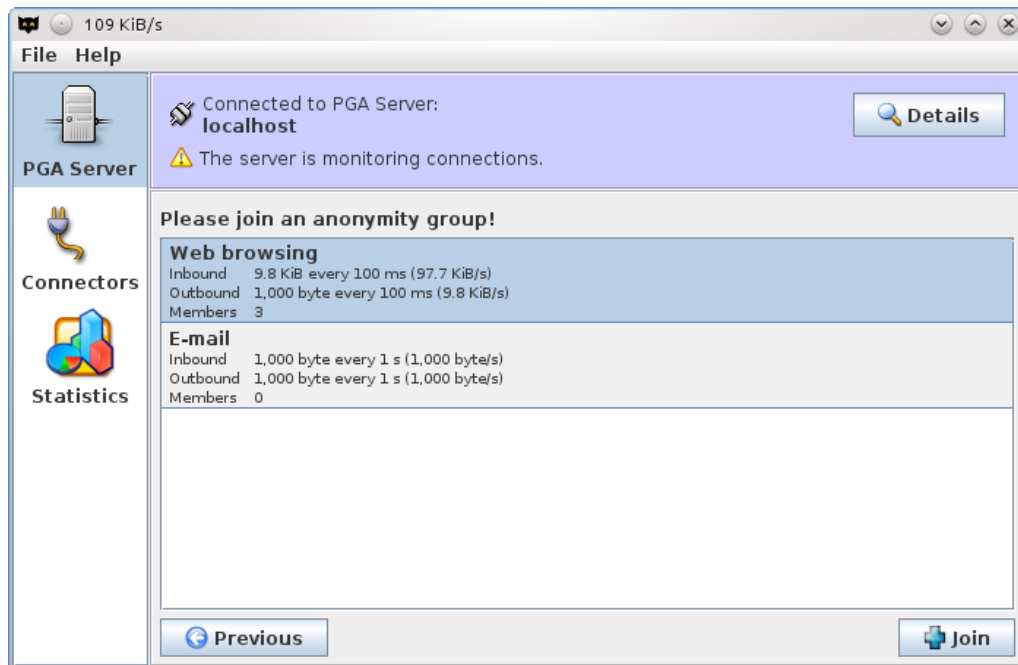 109 KiB/s
File Help
PGA Server
Connectors
Statistics
Connected to PGA Server:
localhost
The server is monitoring connections.
Details
Please join an anonymity group!
Web browsing
Inbound 9.8 KiB every 100 ms (97.7 KiB/s)
Outbound 1,000 byte every 100 ms (9.8 KiB/s)
Members 3
E-mail
Inbound 1,000 byte every 1 s (1,000 byte/s)
Outbound 1,000 byte every 1 s (1,000 byte/s)
Members 0
Previous
Join